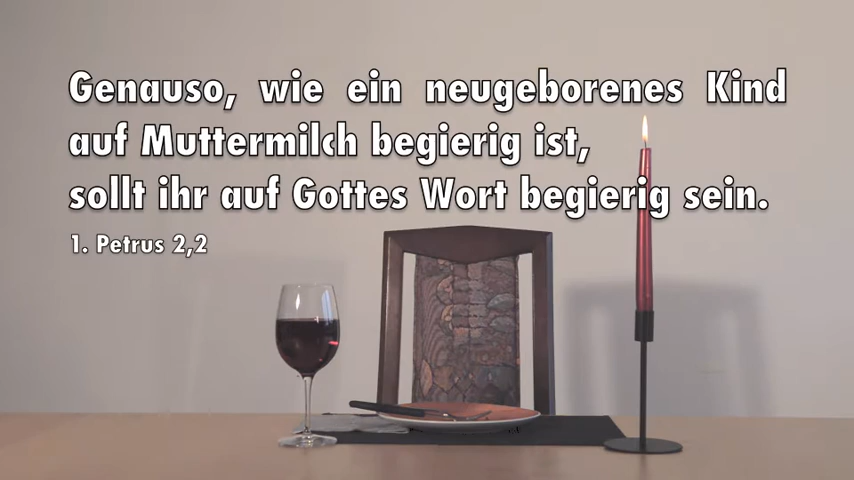 Genauso, wie ein neugeborenes Kind
auf Muttermilch begierig ist,
sollt ihr auf Gottes Wort begierig sein.
1. Petrus 2,2